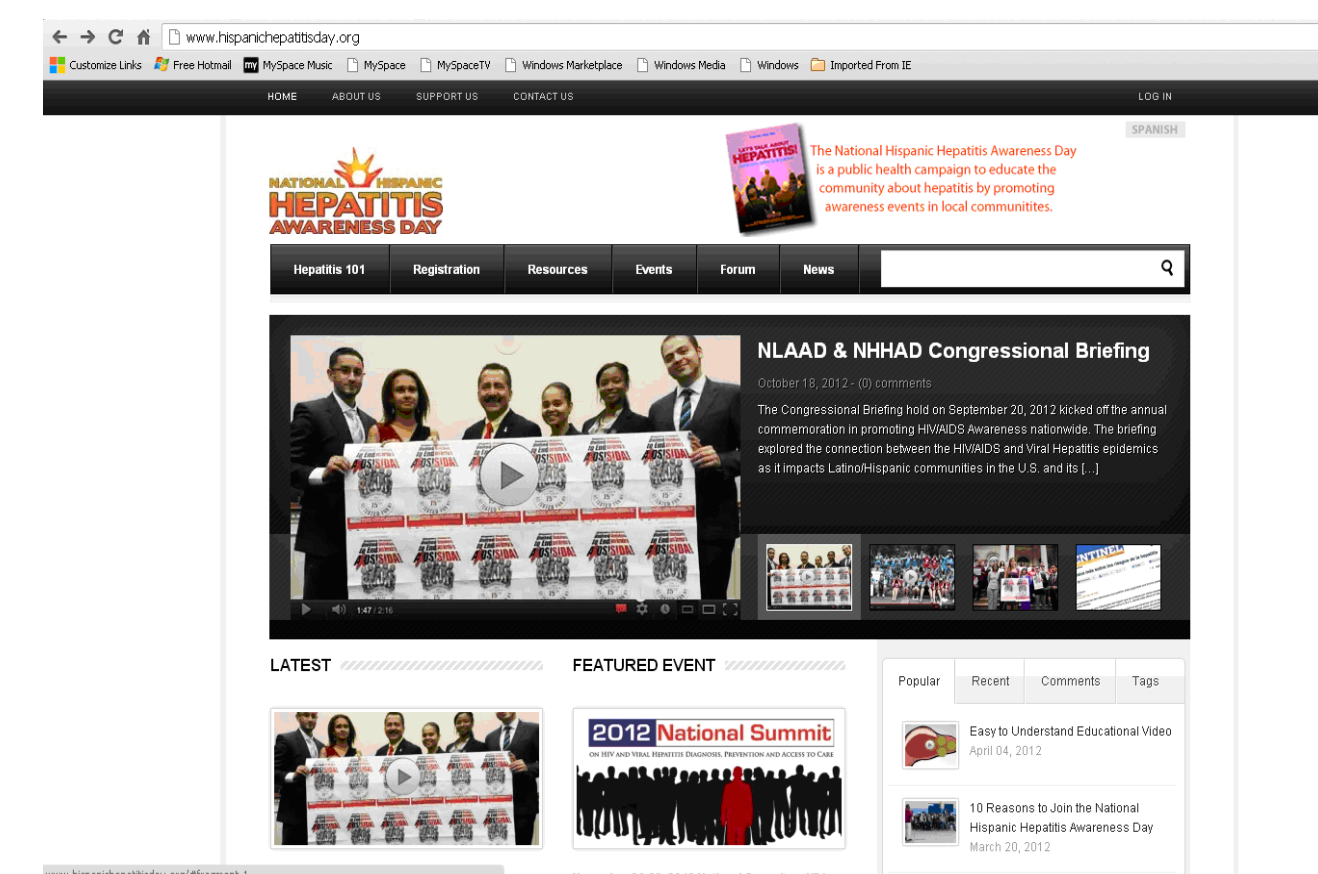 www.hispanichepatitisday.org
Customize Links Free Hotmail my MySpace Music MySpace MySpaceTV Windows Marketplace Windows Media Windows Imported From IE
HOME ABOUT US SUPPORT US CONTACT US LOG IN
SPANISH
NATIONAL HISPANIC
HEPATITIS
AWARENESS DAY
LET'S TALK ABOUT
HEPATITIS!
The National Hispanic Hepatitis Awareness Day
is a public health campaign to educate the
community about hepatitis by promoting
awareness events in local communitites.
Hepatitis 101 Registration Resources Events Forum News
NLAAD & NHHAD Congressional Briefing
October 18, 2012 - (0) comments
The Congressional Briefing hold on September 20, 2012 kicked off the annual
commemoration in promoting HIV/AIDS Awareness nationwide. The briefing
explored the connection between the HIV/AIDS and Viral Hepatitis epidemics
as it impacts Latino/Hispanic communities in the U.S. and its [...]
1:47 / 2:16
LATEST
FEATURED EVENT
2012 National Summit
ON HIV AND VIRAL HEPATITIS DIAGNOSIS, PREVENTION AND ACCESS TO CARE
Popular Recent Comments Tags
Easy to Understand Educational Video
April 04, 2012
10 Reasons to Join the National
Hispanic Hepatitis Awareness Day
March 20, 2012